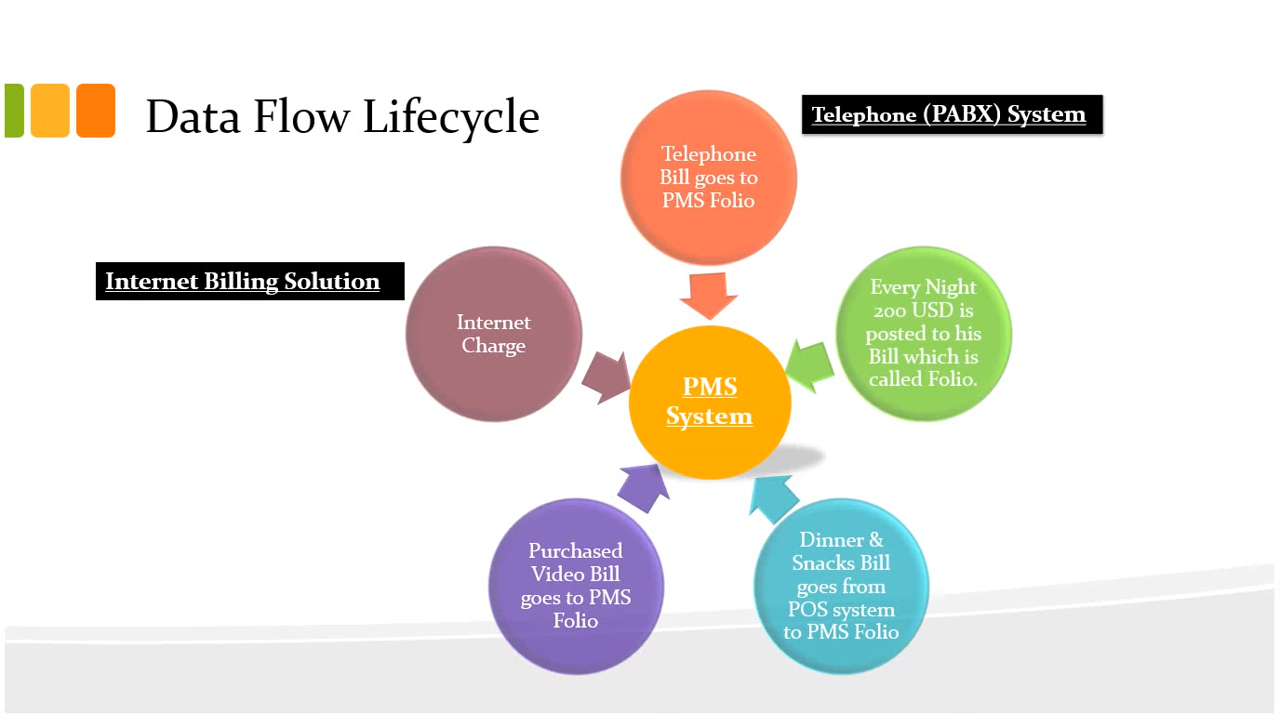 Data Flow Lifecycle
Telephone (PABX) System
Telephone
Bill goes to
PMS Folio
Internet Billing Solution
Internet
Charge
Every Night
200 USD is
posted to his
Bill which is
called Folio.
PMS
System
Purchased
Video Bill
goes to PMS
Folio
Dinner &
Snacks Bill
goes from
POS system
to PMS Folio